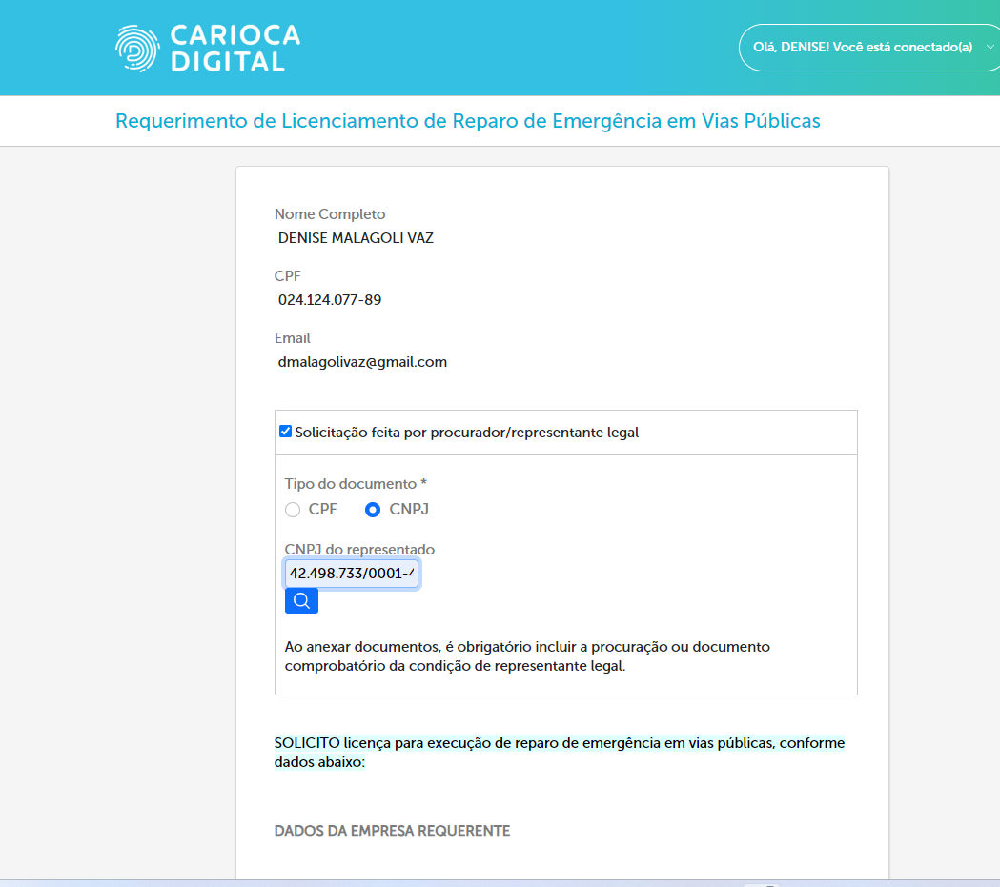 CARIOCA
DIGITAL
Olá, DENISE! Você está conectado(a)
Requerimento de Licenciamento de Reparo de Emergência em Vias Públicas
Nome Completo
DENISE MALAGOLI VAZ
CPF
024.124.077-89
Email
dmalagolivaz@gmail.com
Solicitação feita por procurador/representante legal
Tipo do documento *
CPF CNPJ
CNPJ do representado
42.498.733/0001-4
Ao anexar documentos, é obrigatório incluir a procuração ou documento
comprobatório da condição de representante legal.
SOLICITO licença para execução de reparo de emergência em vias públicas, conforme
dados abaixo:
DADOS DA EMPRESA REQUERENTE